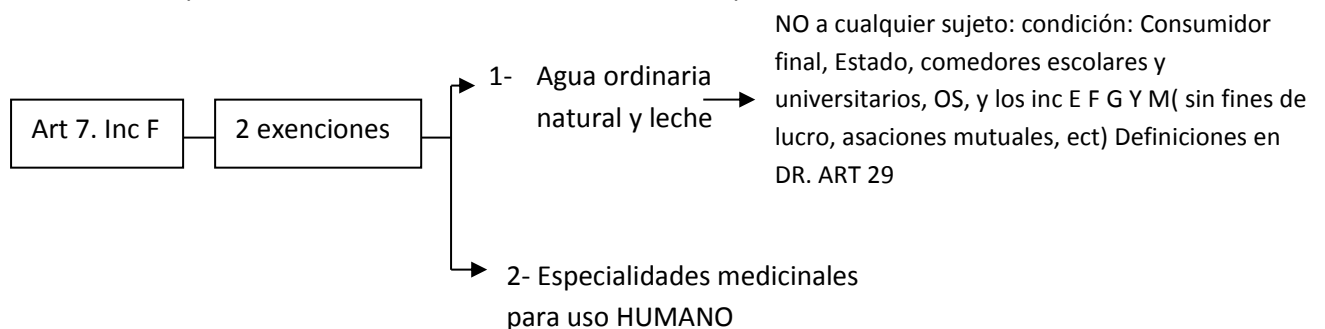 NO a cualquier sujeto: condición: Consumidor
final, Estado, comedores escolares y
universitarios, OS, y los inc E F G Y M( sin fines de
lucro, asaciones mutuales, ect) Definiciones en
DR. ART 29
1- Agua ordinaria
natural y leche
Art 7. Inc F
2 exenciones
2- Especialidades medicinales
para uso HUMANO